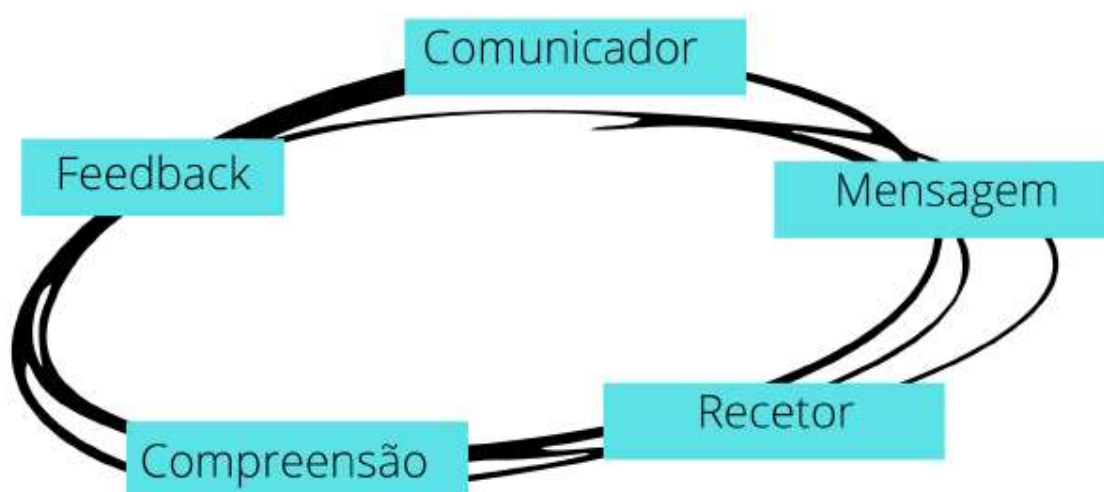 Comunicador
Feedback
Mensagem
Recetor
Compreensão